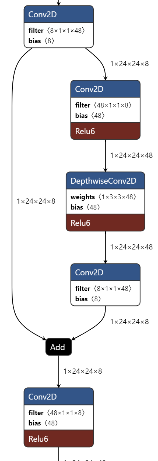 Conv2D
filter ⟨8×1×1×48⟩
bias ⟨8⟩
1×24×24×8
Conv2D
filter ⟨48×1×1×8⟩
bias ⟨48⟩
Relu6
1×24×24×48
DepthwiseConv2D
weights ⟨1×3×3×48⟩
bias ⟨48⟩
Relu6
1×24×24×8
1×24×24×48
Conv2D
filter ⟨8×1×1×48⟩
bias ⟨8⟩
1×24×24×8
Add
1×24×24×8
Conv2D
filter ⟨48×1×1×8⟩
bias ⟨48⟩
Relu6